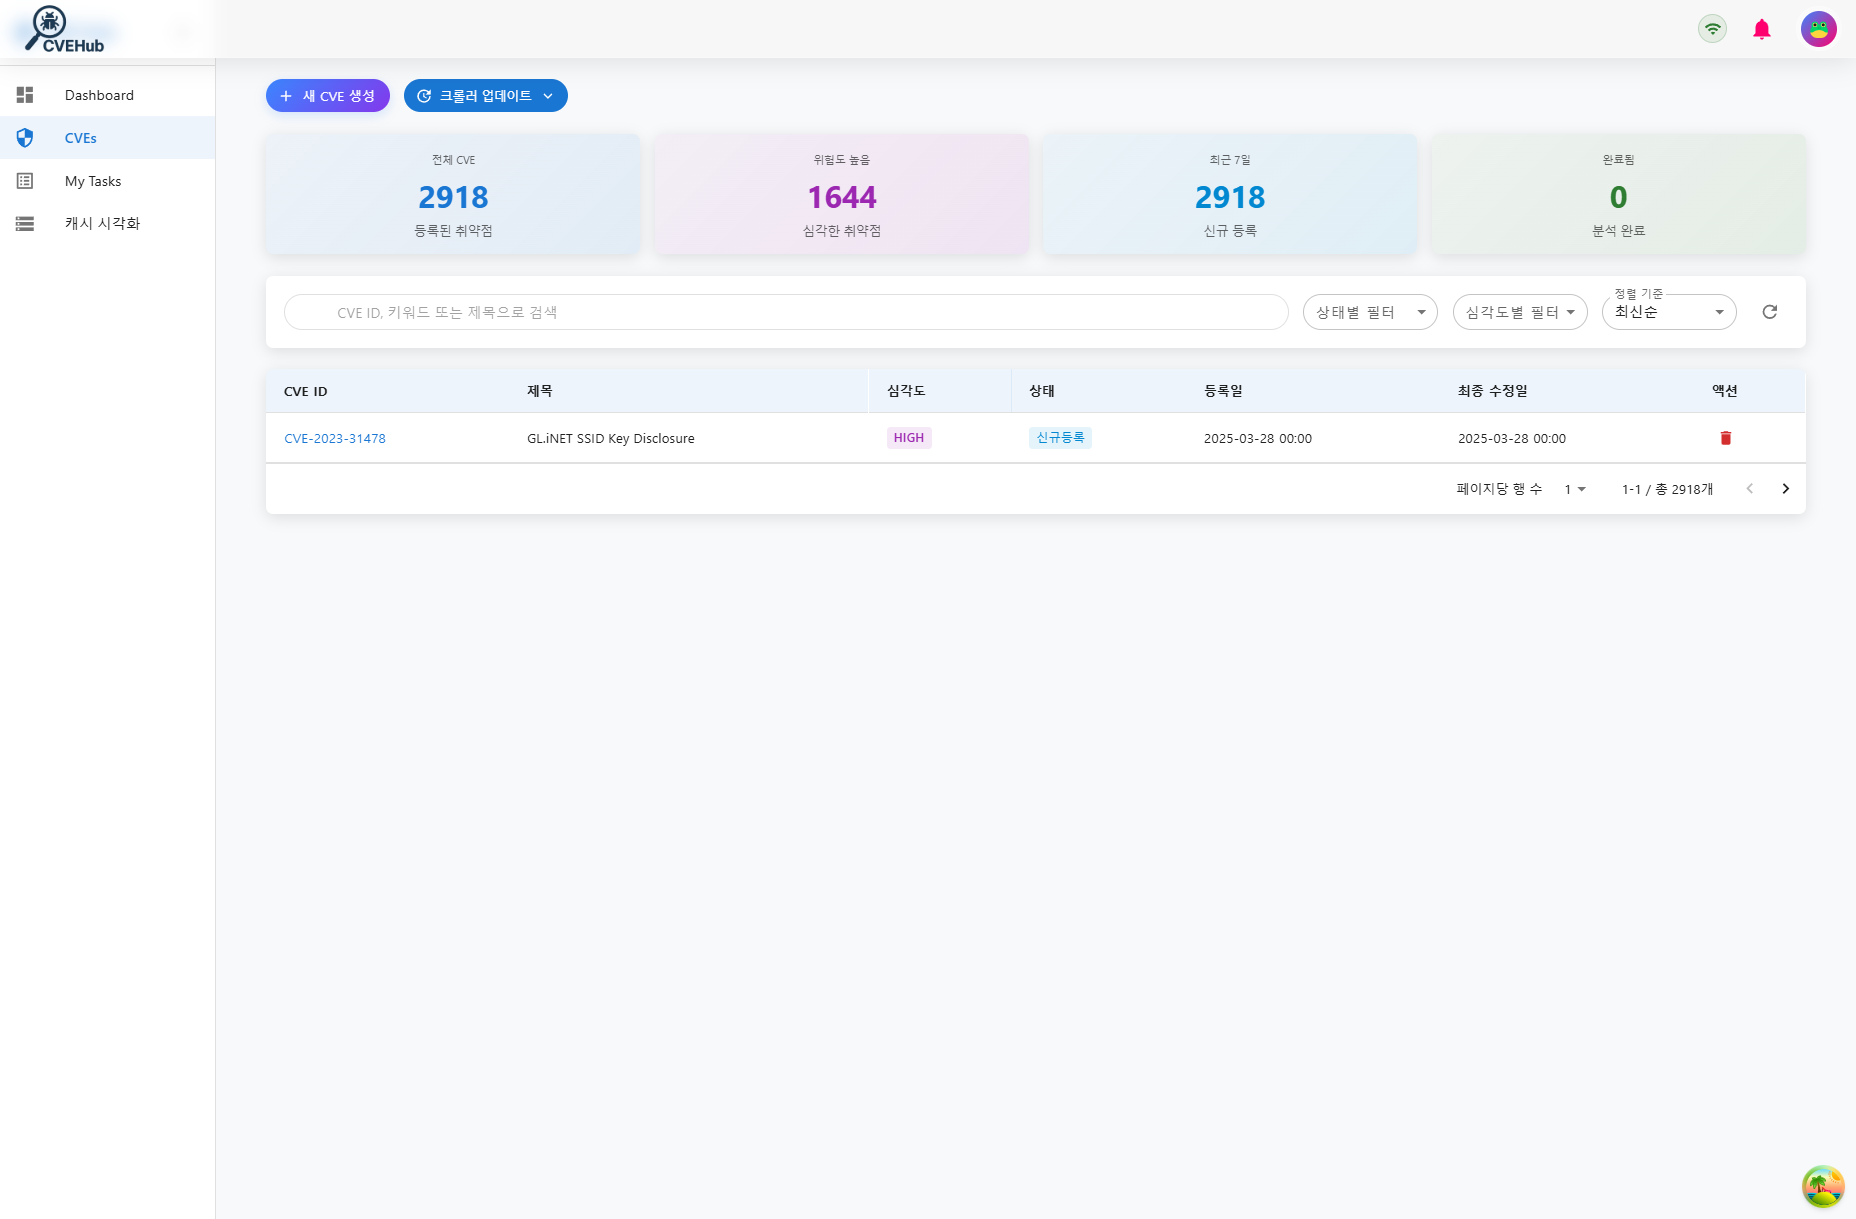 CVEHub
Dashboard
CVEs
My Tasks
캐시 시각화
새 CVE 생성
크롤러 업데이트
전체 CVE
2918
등록된 취약점
위험도 높음
1644
심각한 취약점
최근 7일
2918
신규 등록
완료됨
0
분석 완료
CVE ID, 키워드 또는 제목으로 검색
상태별 필터
심각도별 필터
정렬 기준
최신순
CVE ID 제목 심각도 상태 등록일 최종 수정일 액션
CVE-2023-31478 GL.iNET SSID Key Disclosure HIGH 신규등록 2025-03-28 00:00 2025-03-28 00:00
페이지당 행 수 1 1-1 / 총 2918개